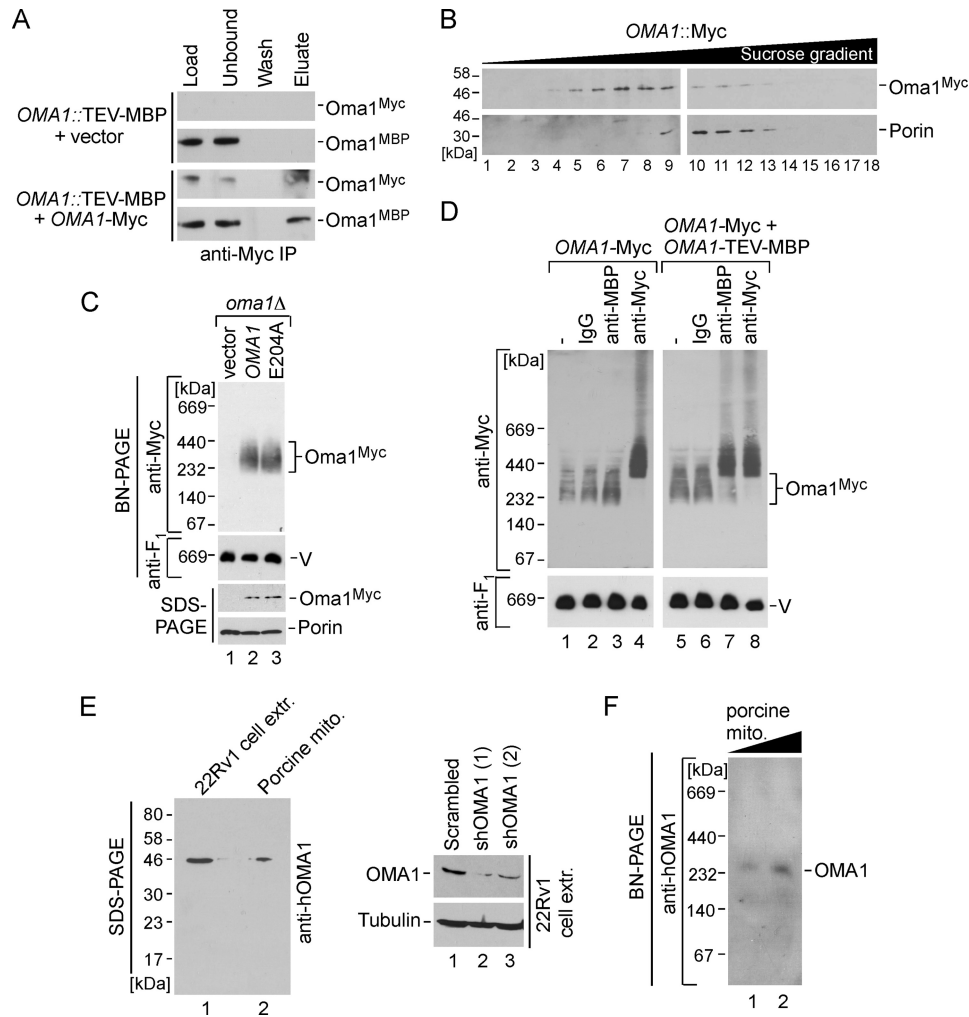 A
Load
Unbound
Wash
Eluate
OMA1::TEV-MBP
+ vector
Oma1Myc
Oma1MBP
OMA1::TEV-MBP
+ OMA1-Myc
Oma1Myc
Oma1MBP
anti-Myc IP
B
OMA1::Myc
Sucrose gradient
58
46
Oma1Myc
46
30
Porin
[kDa]
1 2 3 4 5 6 7 8 9 10 11 12 13 14 15 16 17 18
C
oma1Δ
vector
OMA1
E204A
BN-PAGE
anti-Myc
[kDa]
669
440
232
140
67
Oma1Myc
anti-F1
669
V
SDS-
PAGE
Oma1Myc
Porin
1 2 3
D
OMA1-Myc
OMA1-Myc +
OMA1-TEV-MBP
-
IgG
anti-MBP
anti-Myc
-
IgG
anti-MBP
anti-Myc
anti-Myc
[kDa]
669
440
232
140
67
Oma1Myc
anti-F1
669
V
1 2 3 4 5 6 7 8
E
22Rv1 cell extr.
Porcine mito.
SDS-PAGE
80
58
46
30
23
17
[kDa]
anti-hOMA1
1 2
Scrambled
shOMA1 (1)
shOMA1 (2)
OMA1
Tubulin
22Rv1
cell extr.
1 2 3
F
porcine
mito.
BN-PAGE
anti-hOMA1
[kDa]
669
440
232
140
67
OMA1
1 2